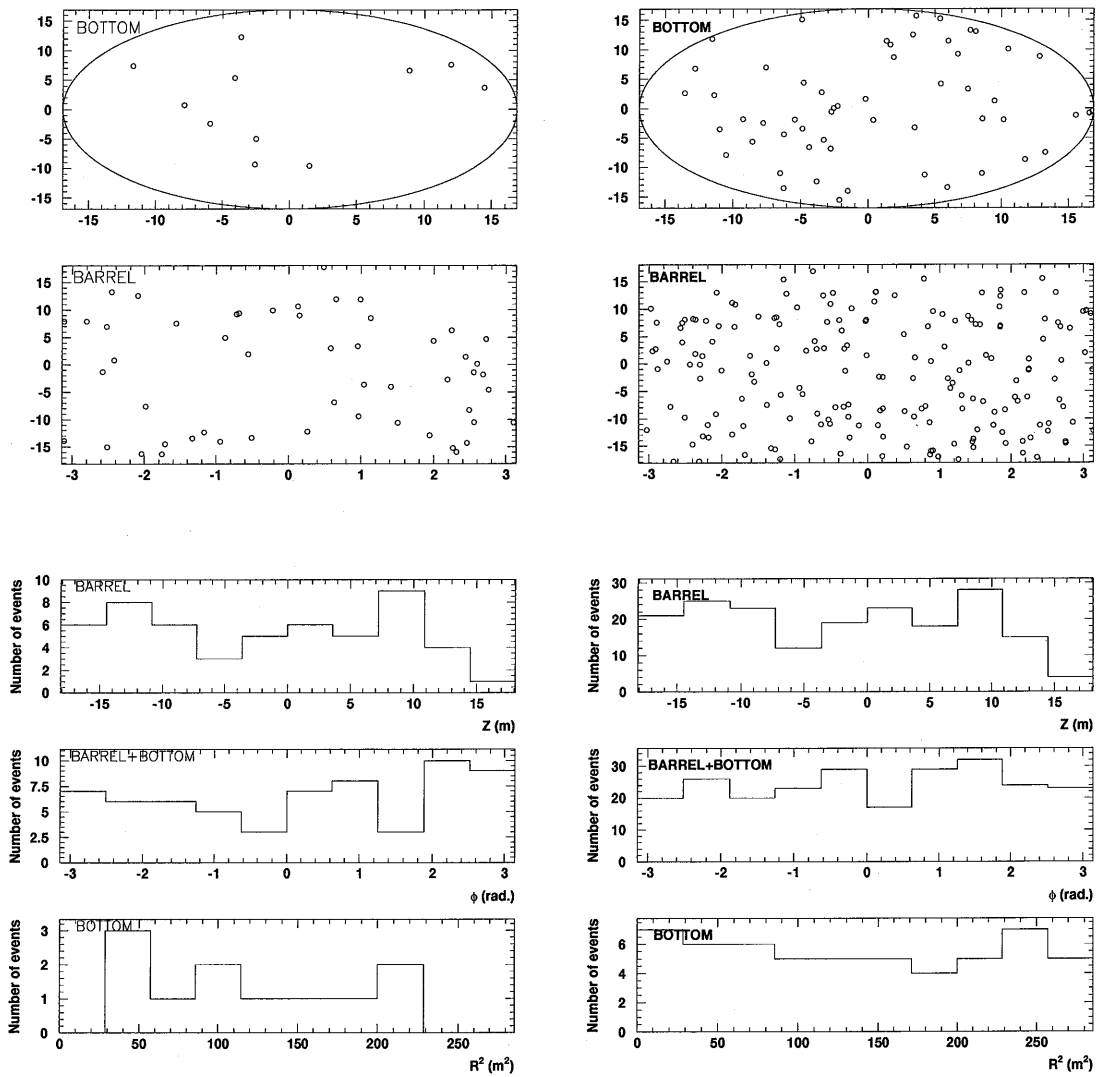 BOTTOM
15
10
5
0
-5
-10
-15
-15 -10 -5 0 5 10 15
BOTTOM
15
10
5
0
-5
-10
-15
-15 -10 -5 0 5 10 15
BARREL
15
10
5
0
-5
-10
-15
-3 -2 -1 0 1 2 3
BARREL
15
10
5
0
-5
-10
-15
-3 -2 -1 0 1 2 3
Number of events
BARREL
10
8
6
4
2
0
-15 -10 -5 0 5 10 15
Z (m)
Number of events
BARREL
30
20
10
0
-15 -10 -5 0 5 10 15
Z (m)
Number of events
BARREL+BOTTOM
10
7.5
5
2.5
0
-3 -2 -1 0 1 2 3
ϕ (rad.)
Number of events
BARREL+BOTTOM
30
20
10
0
-3 -2 -1 0 1 2 3
ϕ (rad.)
Number of events
BOTTOM
3
2
1
0
0 50 100 150 200 250
R² (m²)
Number of events
BOTTOM
6
4
2
0
0 50 100 150 200 250
R² (m²)